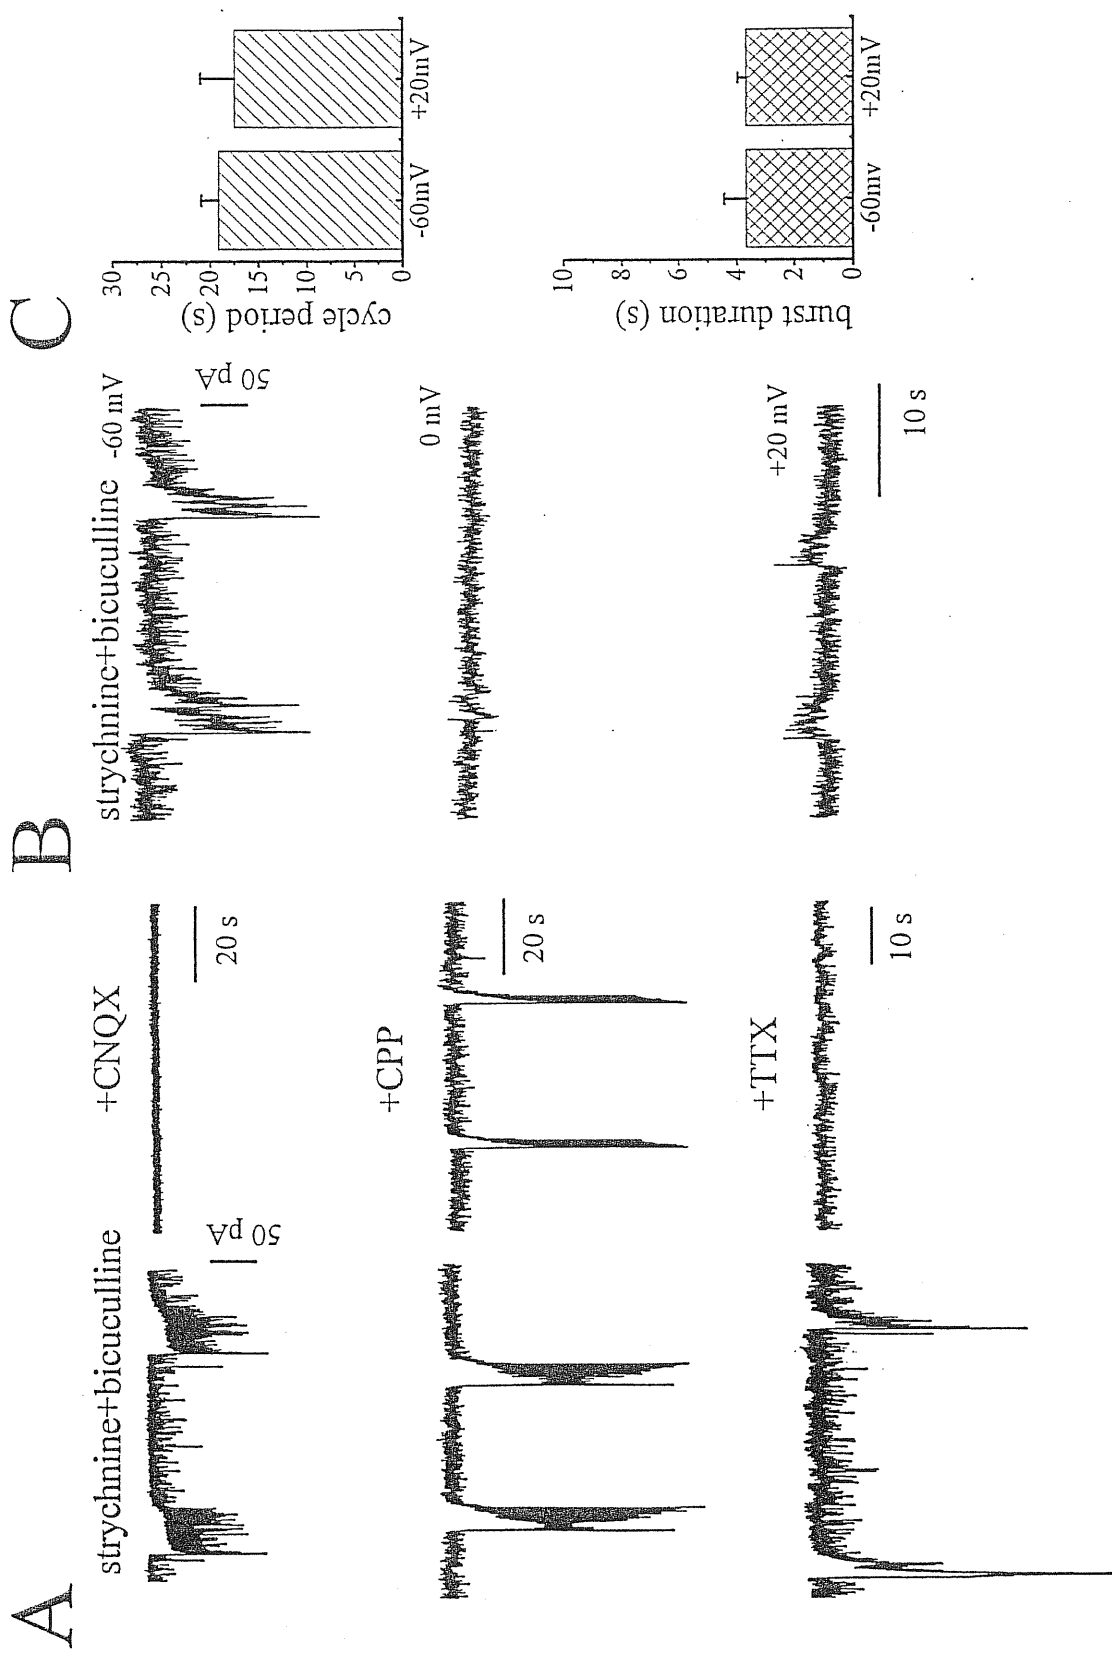 A
strychnine+bicuculline
50 pA
+CNQX
20 s
+CPP
20 s
+TTX
10 s
B
strychninc+bicuculline
-60 mV
50 pA
0 mV
+20 mV
10 s
C
cycle period (s)
30
25
20
15
10
5
0
-60mV
+20mV
burst duration (s)
10
8
6
4
2
0
-60mv
+20mV